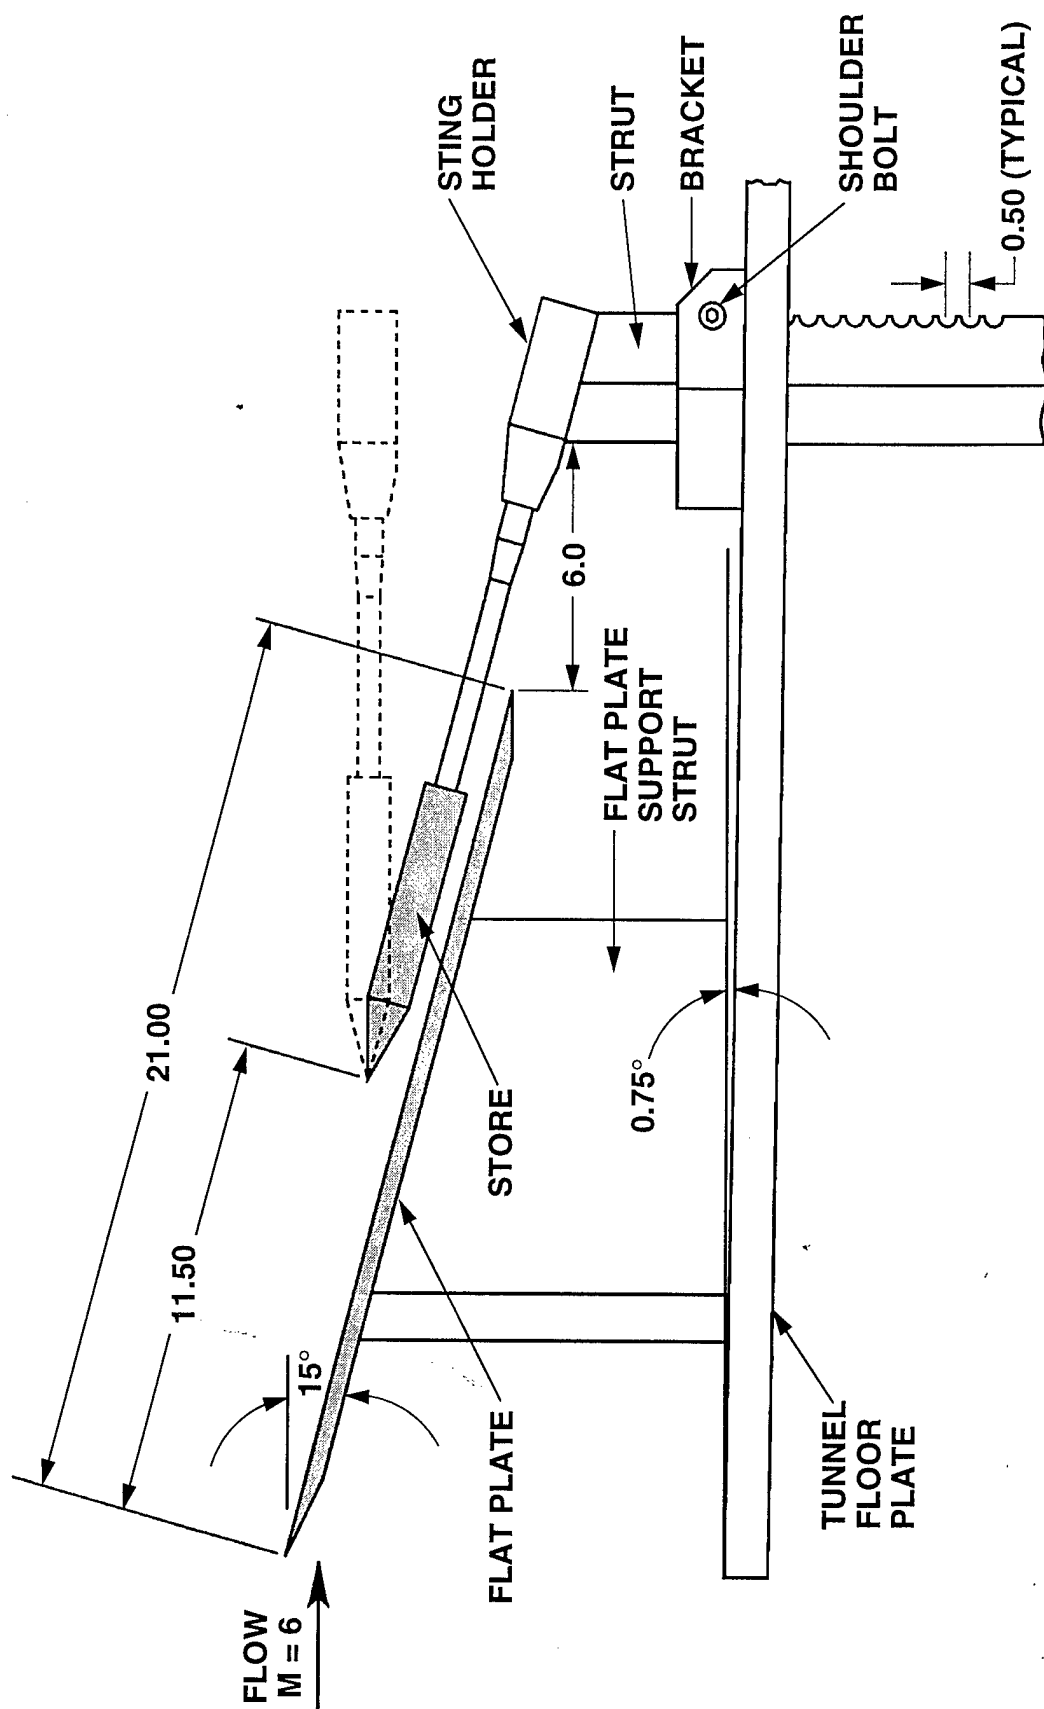 FLOW
M = 6
21.00
11.50
15°
FLAT PLATE
STORE
STING
HOLDER
STRUT
BRACKET
SHOULDER
BOLT
0.50 (TYPICAL)
6.0
FLAT PLATE
SUPPORT
STRUT
0.75°
TUNNEL
FLOOR
PLATE